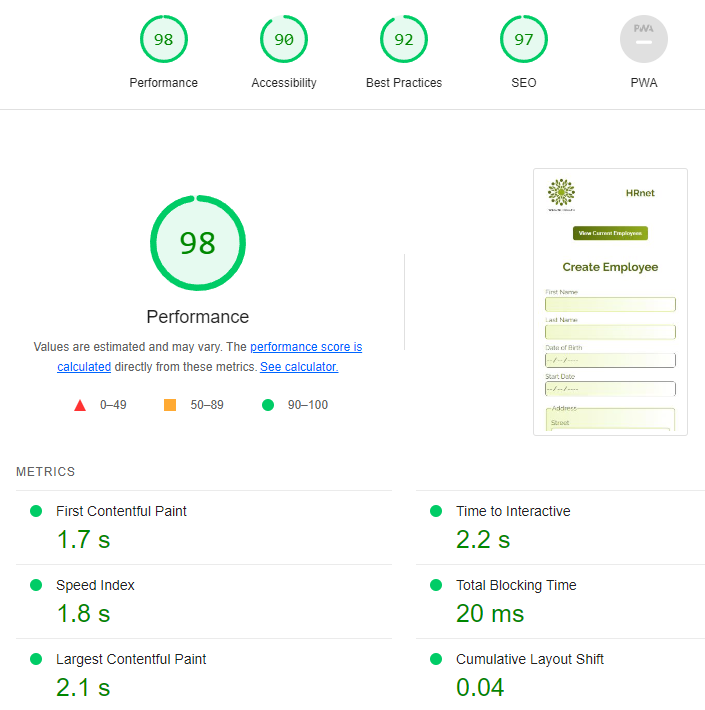 98 90 92 97 PWA
Performance Accessibility Best Practices SEO PWA
98
Performance
Values are estimated and may vary. The performance score is
calculated directly from these metrics. See calculator.
0–49 50–89 90–100
HRnet
View Current Employees
Create Employee
First Name
Last Name
Date of Birth
--/--/----
Start Date
--/--/----
Address
Street
METRICS
First Contentful Paint
1.7 s
Time to Interactive
2.2 s
Speed Index
1.8 s
Total Blocking Time
20 ms
Largest Contentful Paint
2.1 s
Cumulative Layout Shift
0.04